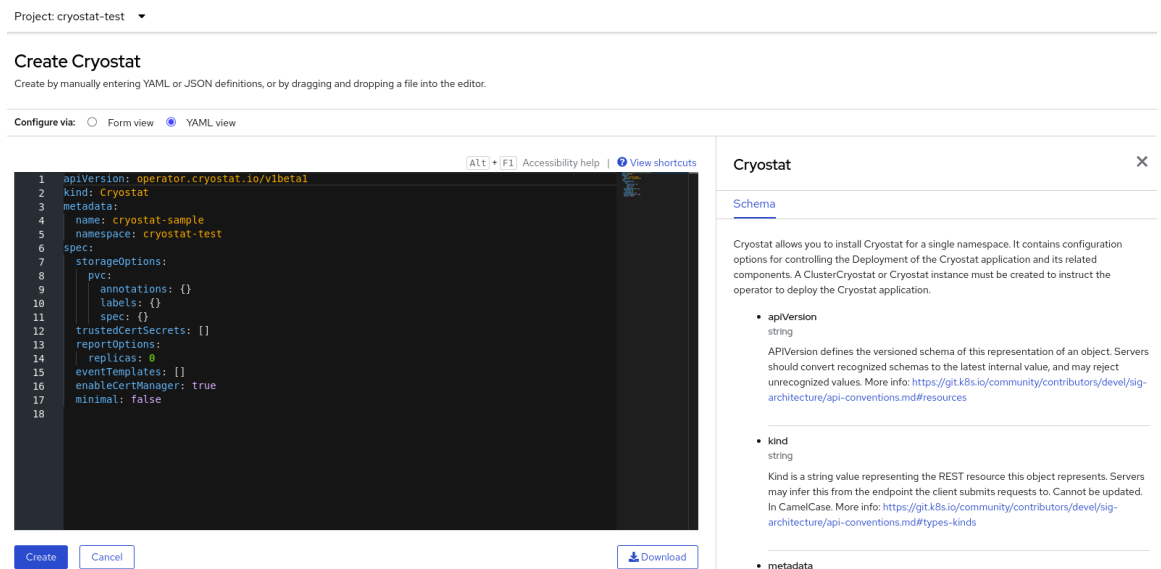 Project: cryostat-test
Create Cryostat
Create by manually entering YAML or JSON definitions, or by dragging and dropping a file into the editor.
Configure via: Form view YAML view
Alt + F1 Accessibility help | View shortcuts
1 apiVersion: operator.cryostat.io/v1beta1
2 kind: Cryostat
3 metadata:
4 name: cryostat-sample
5 namespace: cryostat-test
6 spec:
7 storageOptions:
8 pvc:
9 annotations: {}
10 labels: {}
11 spec: {}
12 trustedCertSecrets: []
13 reportOptions:
14 replicas: 0
15 eventTemplates: []
16 enableCertManager: true
17 minimal: false
18
Create Cancel Download
Cryostat
Schema
Cryostat allows you to install Cryostat for a single namespace. It contains configuration
options for controlling the Deployment of the Cryostat application and its related
components. A ClusterCryostat or Cryostat instance must be created to instruct the
operator to deploy the Cryostat application.
• apiVersion
string
APIVersion defines the versioned schema of this representation of an object. Servers
should convert recognized schemas to the latest internal value, and may reject
unrecognized values. More info: https://git.k8s.io/community/contributors/devel/sig-
architecture/api-conventions.md#resources
• kind
string
Kind is a string value representing the REST resource this object represents. Servers
may infer this from the endpoint the client submits requests to. Cannot be updated.
In CamelCase. More info: https://git.k8s.io/community/contributors/devel/sig-
architecture/api-conventions.md#types-kinds
• metadata